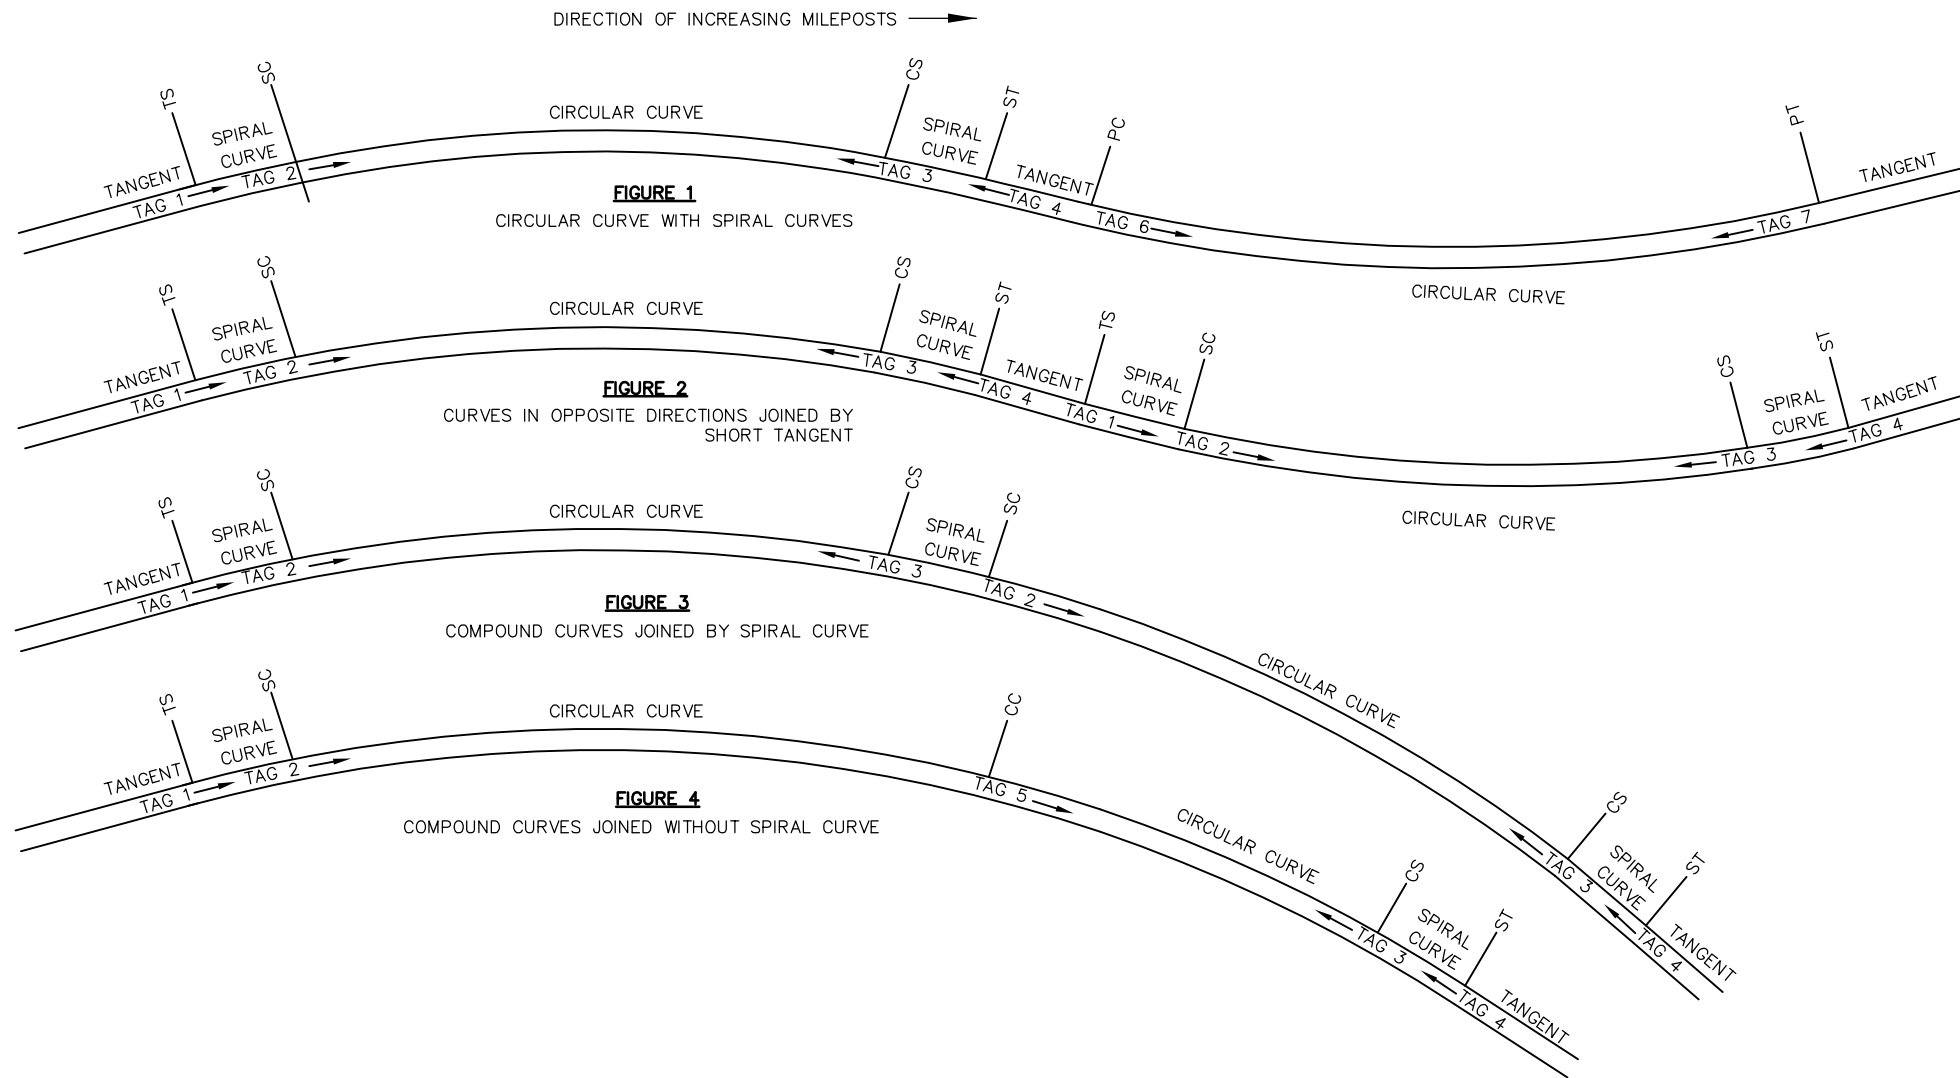 DIRECTION OF INCREASING MILEPOSTS
TS
SC
CS
ST
PC
PT
TANGENT
SPIRAL
CURVE
CIRCULAR CURVE
SPIRAL
CURVE
TANGENT
TANGENT
TAG 1
TAG 2
TAG 3
TAG 4
TAG 6
TAG 7
CIRCULAR CURVE
FIGURE 1
CIRCULAR CURVE WITH SPIRAL CURVES
TS
SC
CS
ST
TS
SC
CS
ST
TANGENT
SPIRAL
CURVE
CIRCULAR CURVE
SPIRAL
CURVE
TANGENT
SPIRAL
CURVE
SPIRAL
CURVE
TANGENT
TAG 1
TAG 2
TAG 3
TAG 4
TAG 1
TAG 2
TAG 3
TAG 4
CIRCULAR CURVE
FIGURE 2
CURVES IN OPPOSITE DIRECTIONS JOINED BY
SHORT TANGENT
TS
SC
CS
SC
TANGENT
SPIRAL
CURVE
CIRCULAR CURVE
SPIRAL
CURVE
TAG 1
TAG 2
TAG 3
TAG 2
CIRCULAR CURVE
CS
ST
SPIRAL
CURVE
TANGENT
TAG 3
TAG 4
FIGURE 3
COMPOUND CURVES JOINED BY SPIRAL CURVE
TS
SC
CC
TANGENT
SPIRAL
CURVE
CIRCULAR CURVE
TAG 1
TAG 2
TAG 5
CIRCULAR CURVE
CS
ST
SPIRAL
CURVE
TANGENT
TAG 3
TAG 4
FIGURE 4
COMPOUND CURVES JOINED WITHOUT SPIRAL CURVE